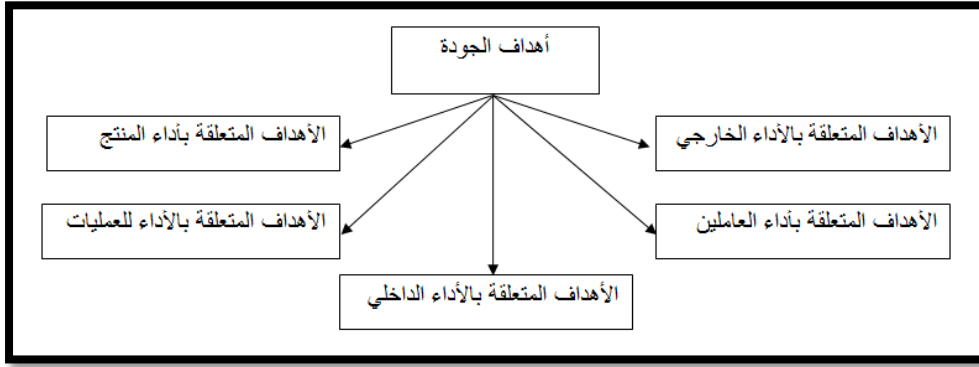 أهداف الجودة
الأهداف المتعلقة بالأداء الخارجي
الأهداف المتعلقة بأداء المنتج
الأهداف المتعلقة بأداء العاملين
الأهداف المتعلقة بالأداء للعمليات
الأهداف المتعلقة بالأداء الداخلي